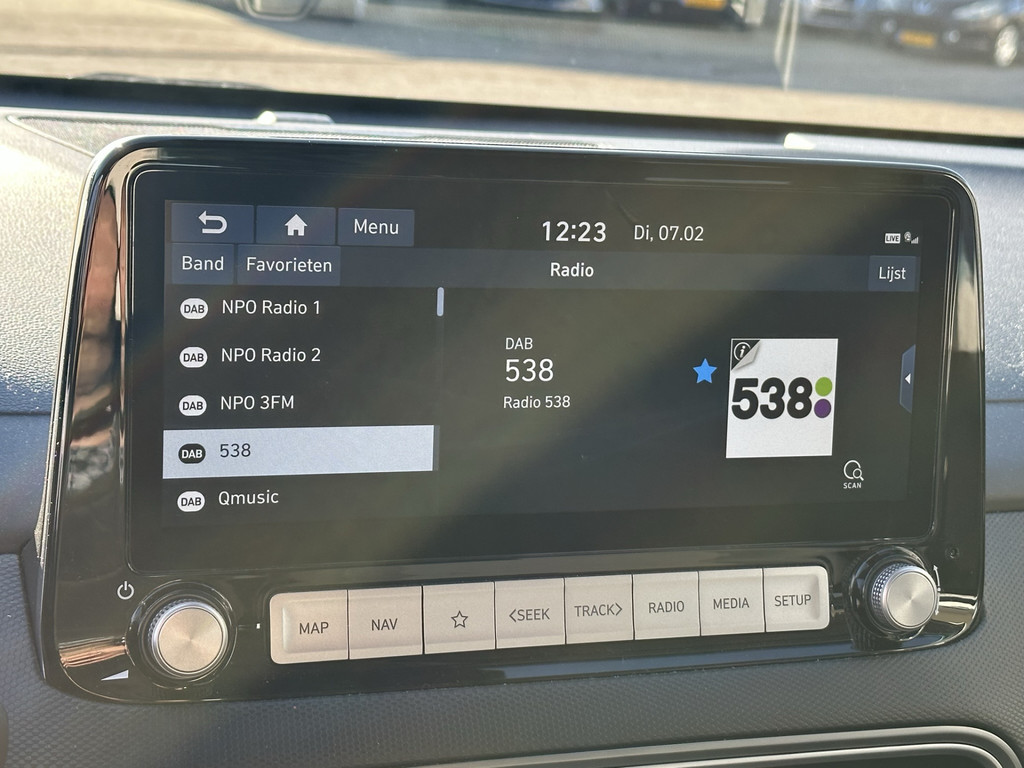 Menu
12:23
Di, 07.02
LIVE
Band
Favorieten
Radio
Lijst
DAB NPO Radio 1
DAB NPO Radio 2
DAB NPO 3FM
DAB 538
DAB Qmusic
DAB
538
Radio 538
538
SCAN
MAP
NAV
<SEEK
TRACK>
RADIO
MEDIA
SETUP